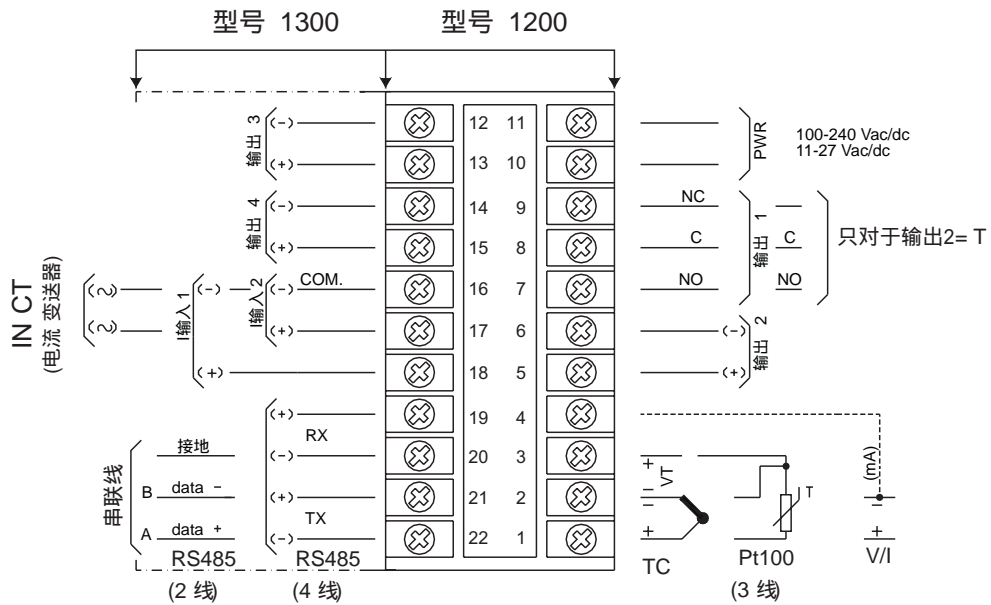 型号 1300 型号 1200
输出 3
(-) 12 11
(+) 13 10
PWR
100-240 Vac/dc
11-27 Vac/dc
输出 4
(-) 14 9 NC
(+) 15 8 C C
输出 1
只对于输出2= T
IN CT
(电流 变送器)
I输入 1
(-)
I输入 2
(-) COM. 16 7 NO NO
(+) 17 6 (-)
输出 2
(+) 18 5 (+)
(+) 19 4
RX
(-) 20 3
(+) 21 2
TX
(-) 22 1
串联线
接地
B data -
A data +
RS485 RS485
(2 线) (4 线)
+
VT
-
-
+
TC
T
Pt100
(3 线)
(mA)
-
+
V/I